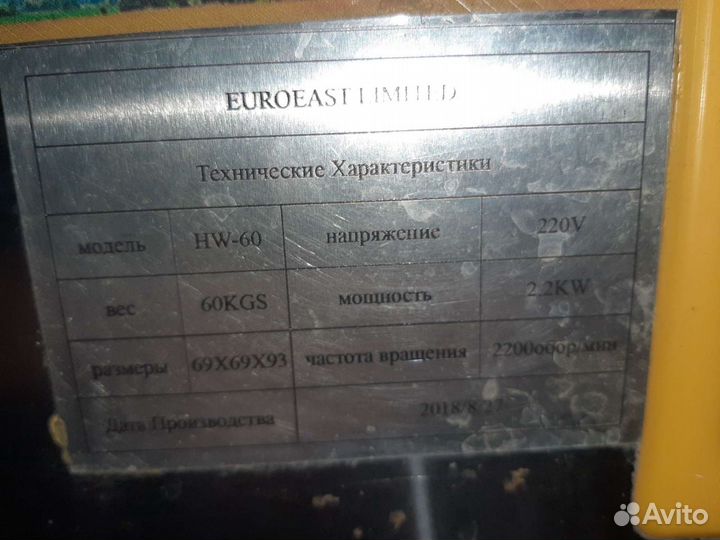 EUROEAST LIMITED
Технические Характеристики
модель HW-60 напряжение 220V
вес 60KGS мощность 2.2KW
размеры 69X69X93 частота вращения 2200обор/мин
Дата Производства 2018/8/27
Avito